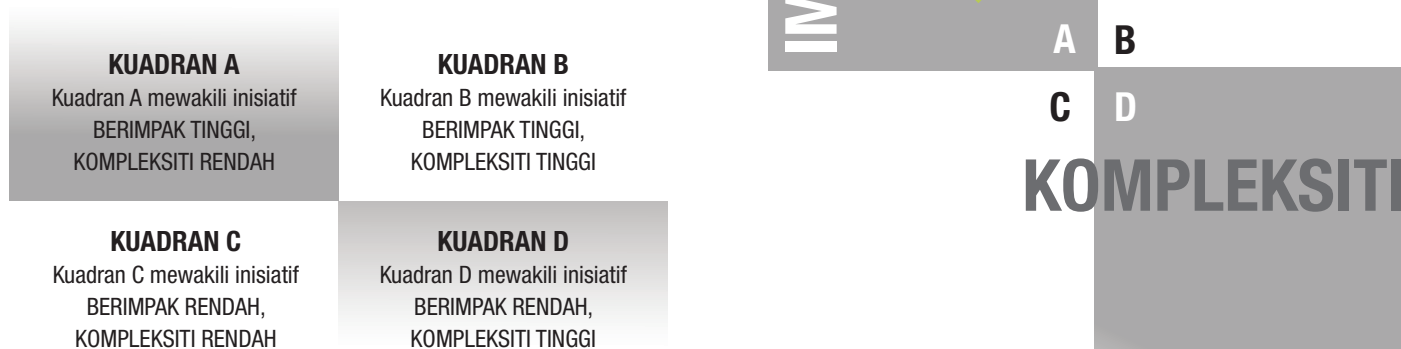 KUADRAN A
Kuadran A mewakili inisiatif
BERIMPAK TINGGI,
KOMPLEKSITI RENDAH
KUADRAN B
Kuadran B mewakili inisiatif
BERIMPAK TINGGI,
KOMPLEKSITI TINGGI
KUADRAN C
Kuadran C mewakili inisiatif
BERIMPAK RENDAH,
KOMPLEKSITI RENDAH
KUADRAN D
Kuadran D mewakili inisiatif
BERIMPAK RENDAH,
KOMPLEKSITI TINGGI
IM
A B
C D
KOMPLEKSITI